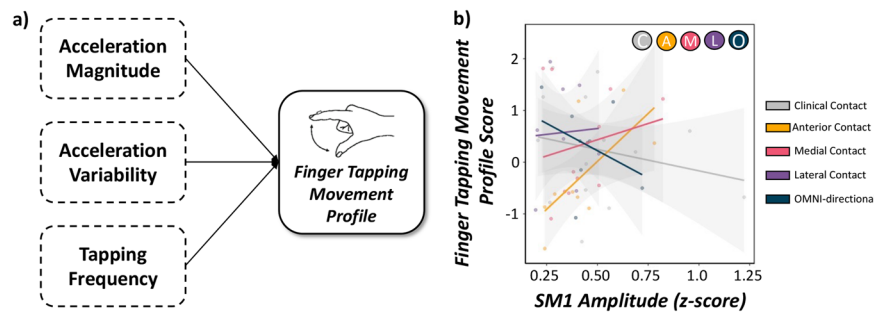 a)
Acceleration
Magnitude
Acceleration
Variability
Tapping
Frequency
Finger Tapping
Movement
Profile
b)
Finger Tapping Movement
Profile Score
2
1
0
-1
C A M L O
0.25 0.50 0.75 1.0 1.25
SM1 Amplitude (z-score)
Clinical Contact
Anterior Contact
Medial Contact
Lateral Contact
OMNI-directiona